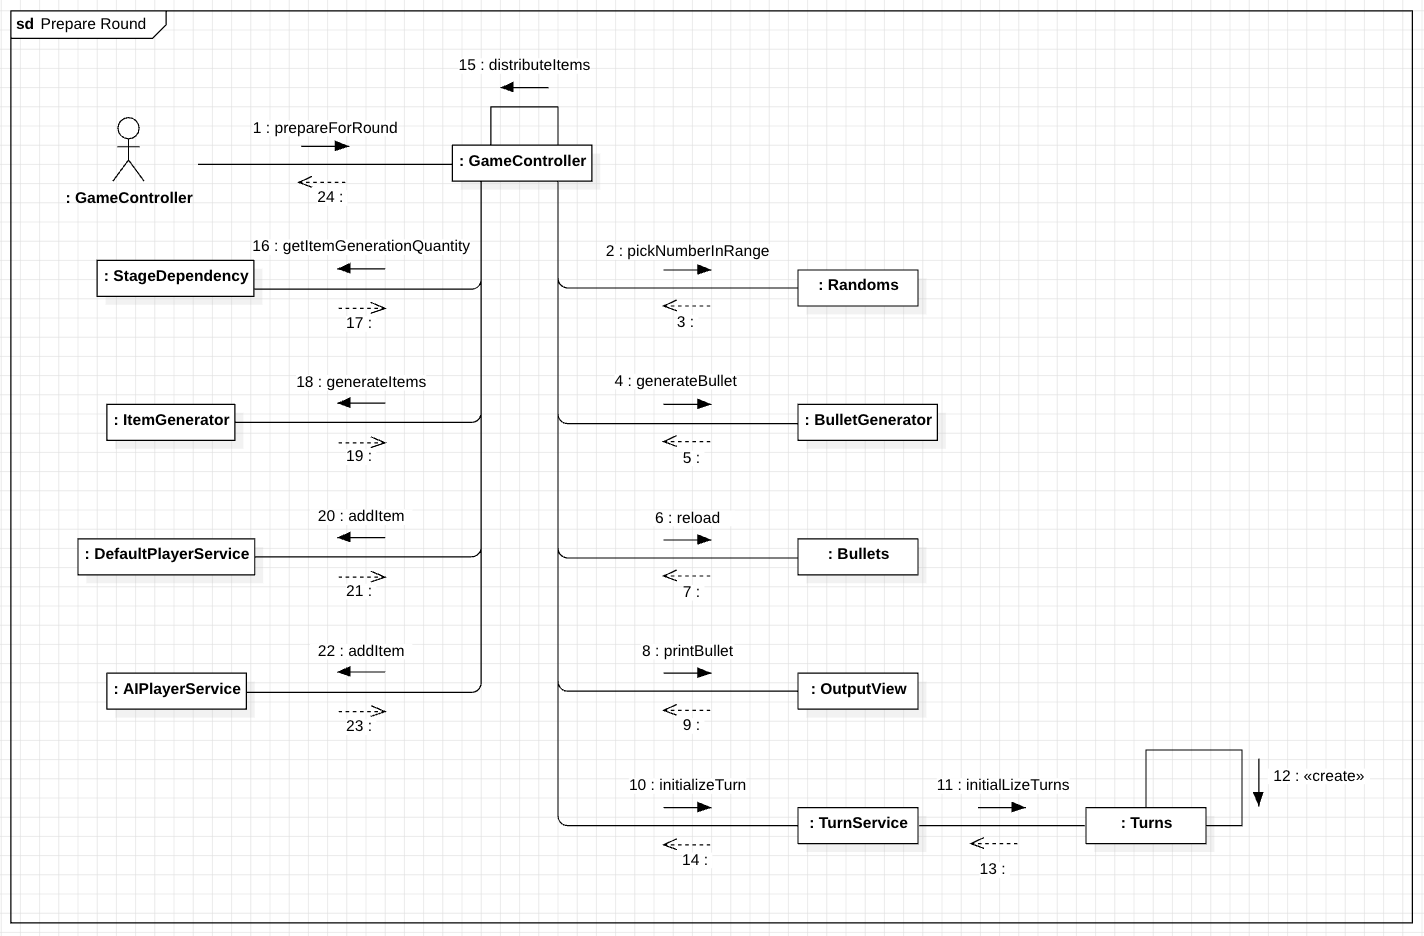 sd Prepare Round
15 : distributeItems
1 : prepareForRound
: GameController
24 :
: GameController
16 : getItemGenerationQuantity
2 : pickNumberInRange
: StageDependency
: Randoms
17 :
3 :
18 : generateItems
4 : generateBullet
: ItemGenerator
: BulletGenerator
19 :
5 :
20 : addItem
6 : reload
: DefaultPlayerService
: Bullets
21 :
7 :
22 : addItem
8 : printBullet
: AIPlayerService
: OutputView
23 :
9 :
12 : «create»
10 : initializeTurn
11 : initialLizeTurns
: TurnService
: Turns
14 :
13 :